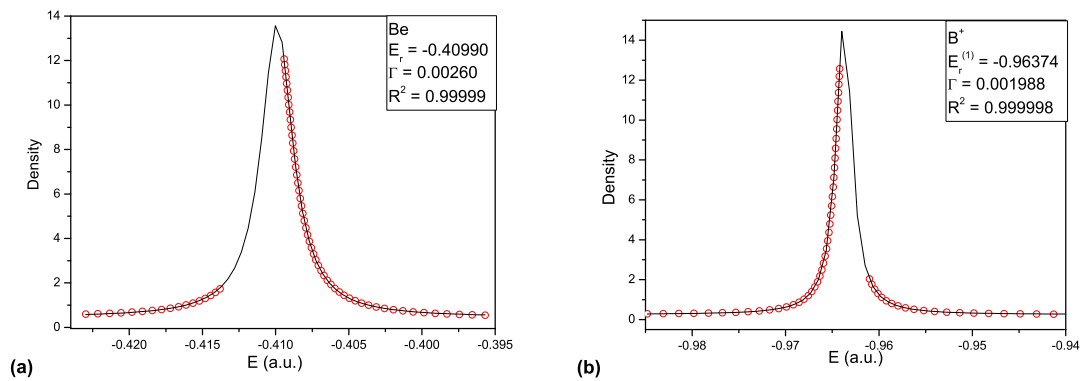 14
12
10
8
6
4
2
0
Density
Be
E_r = -0.40990
Γ = 0.00260
R² = 0.99999
-0.420 -0.415 -0.410 -0.405 -0.400 -0.395
E (a.u.)
(a)
14
12
10
8
6
4
2
0
Density
B⁺
E_r⁽¹⁾ = -0.96374
Γ = 0.001988
R² = 0.999998
-0.98 -0.97 -0.96 -0.95 -0.94
E (a.u.)
(b)